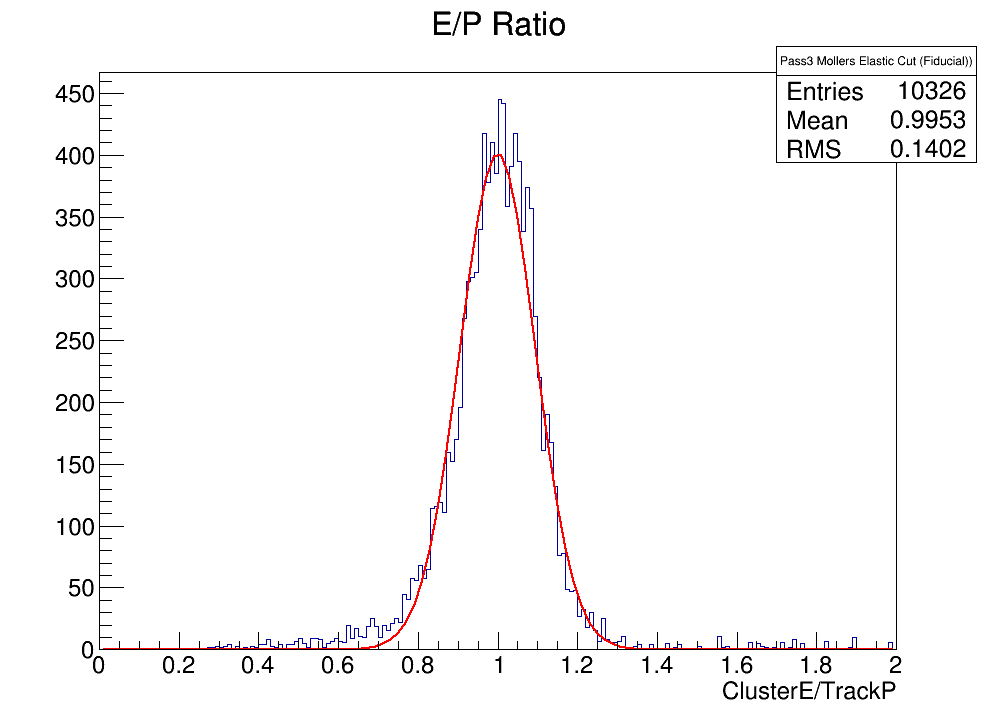 E/P Ratio
Pass3 Mollers Elastic Cut (Fiducial))
Entries 10326
Mean 0.9953
RMS 0.1402
450
400
350
300
250
200
150
100
50
0
0 0.2 0.4 0.6 0.8 1 1.2 1.4 1.6 1.8 2
ClusterE/TrackP